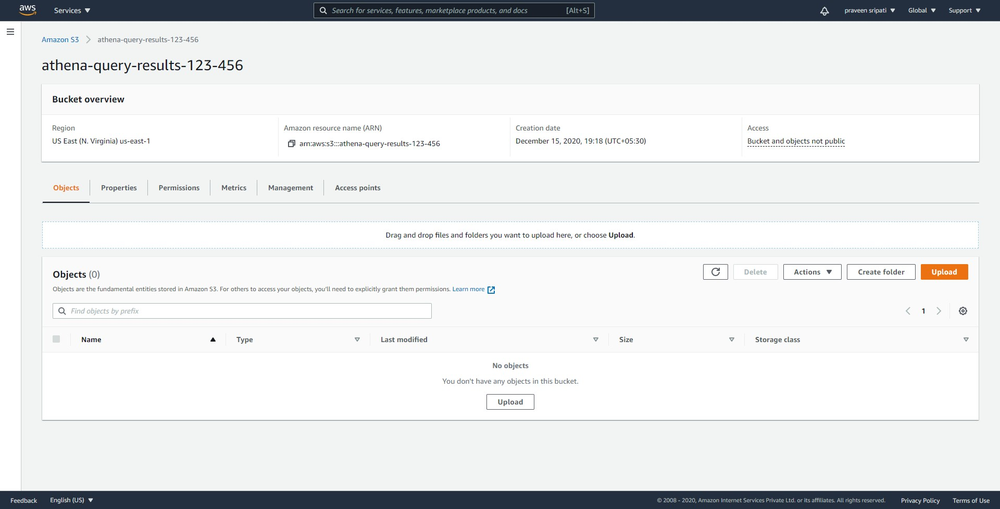 aws Services Search for services, features, marketplace products, and docs [Alt+S] praveen sripati Global Support
Amazon S3 athena-query-results-123-456
athena-query-results-123-456
Bucket overview
Region Amazon resource name (ARN) Creation date Access
US East (N. Virginia) us-east-1 arn:aws:s3:::athena-query-results-123-456 December 15, 2020, 19:18 (UTC+05:30) Bucket and objects not public
Objects Properties Permissions Metrics Management Access points
Drag and drop files and folders you want to upload here, or choose Upload.
Objects (0) Delete Actions Create folder Upload
Objects are the fundamental entities stored in Amazon S3. For others to access your objects, you'll need to explicitly grant them permissions. Learn more
Find objects by prefix 1
Name Type Last modified Size Storage class
No objects
You don't have any objects in this bucket.
Upload
Feedback English (US) © 2008 - 2020, Amazon Internet Services Private Ltd. or its affiliates. All rights reserved. Privacy Policy Terms of Use